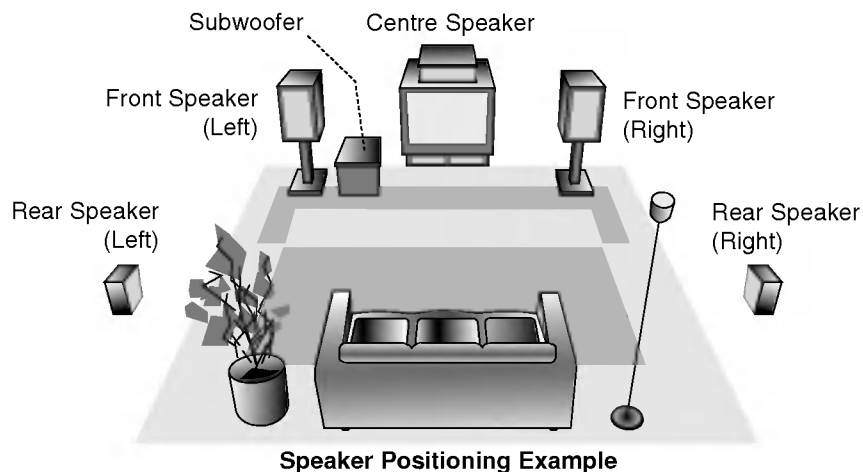 Subwoofer
Centre Speaker
Front Speaker
(Left)
Front Speaker
(Right)
Rear Speaker
(Left)
Rear Speaker
(Right)
Speaker Positioning Example